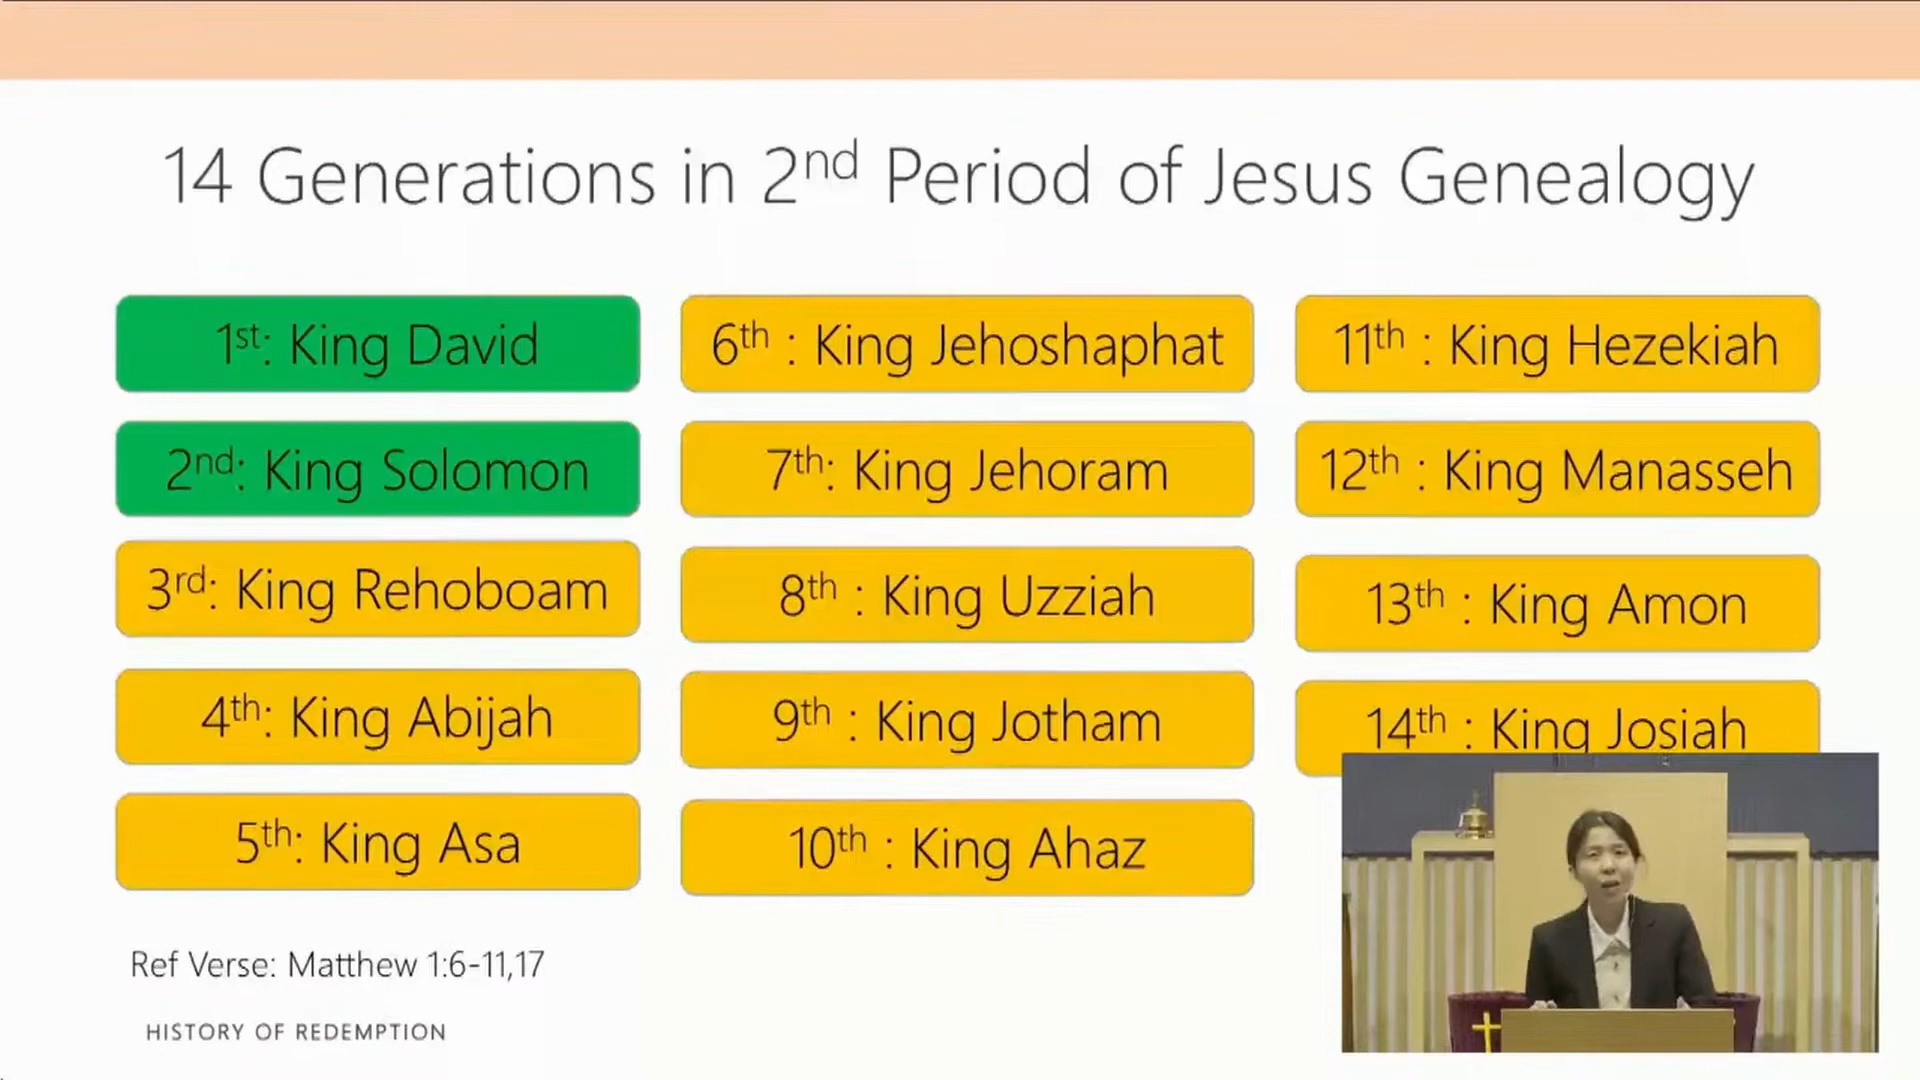 14 Generations in 2nd Period of Jesus Genealogy
1st: King David
2nd: King Solomon
3rd: King Rehoboam
4th: King Abijah
5th: King Asa
6th : King Jehoshaphat
7th: King Jehoram
8th : King Uzziah
9th : King Jotham
10th : King Ahaz
11th : King Hezekiah
12th : King Manasseh
13th : King Amon
14th : King Josiah
Ref Verse: Matthew 1:6-11,17
HISTORY OF REDEMPTION